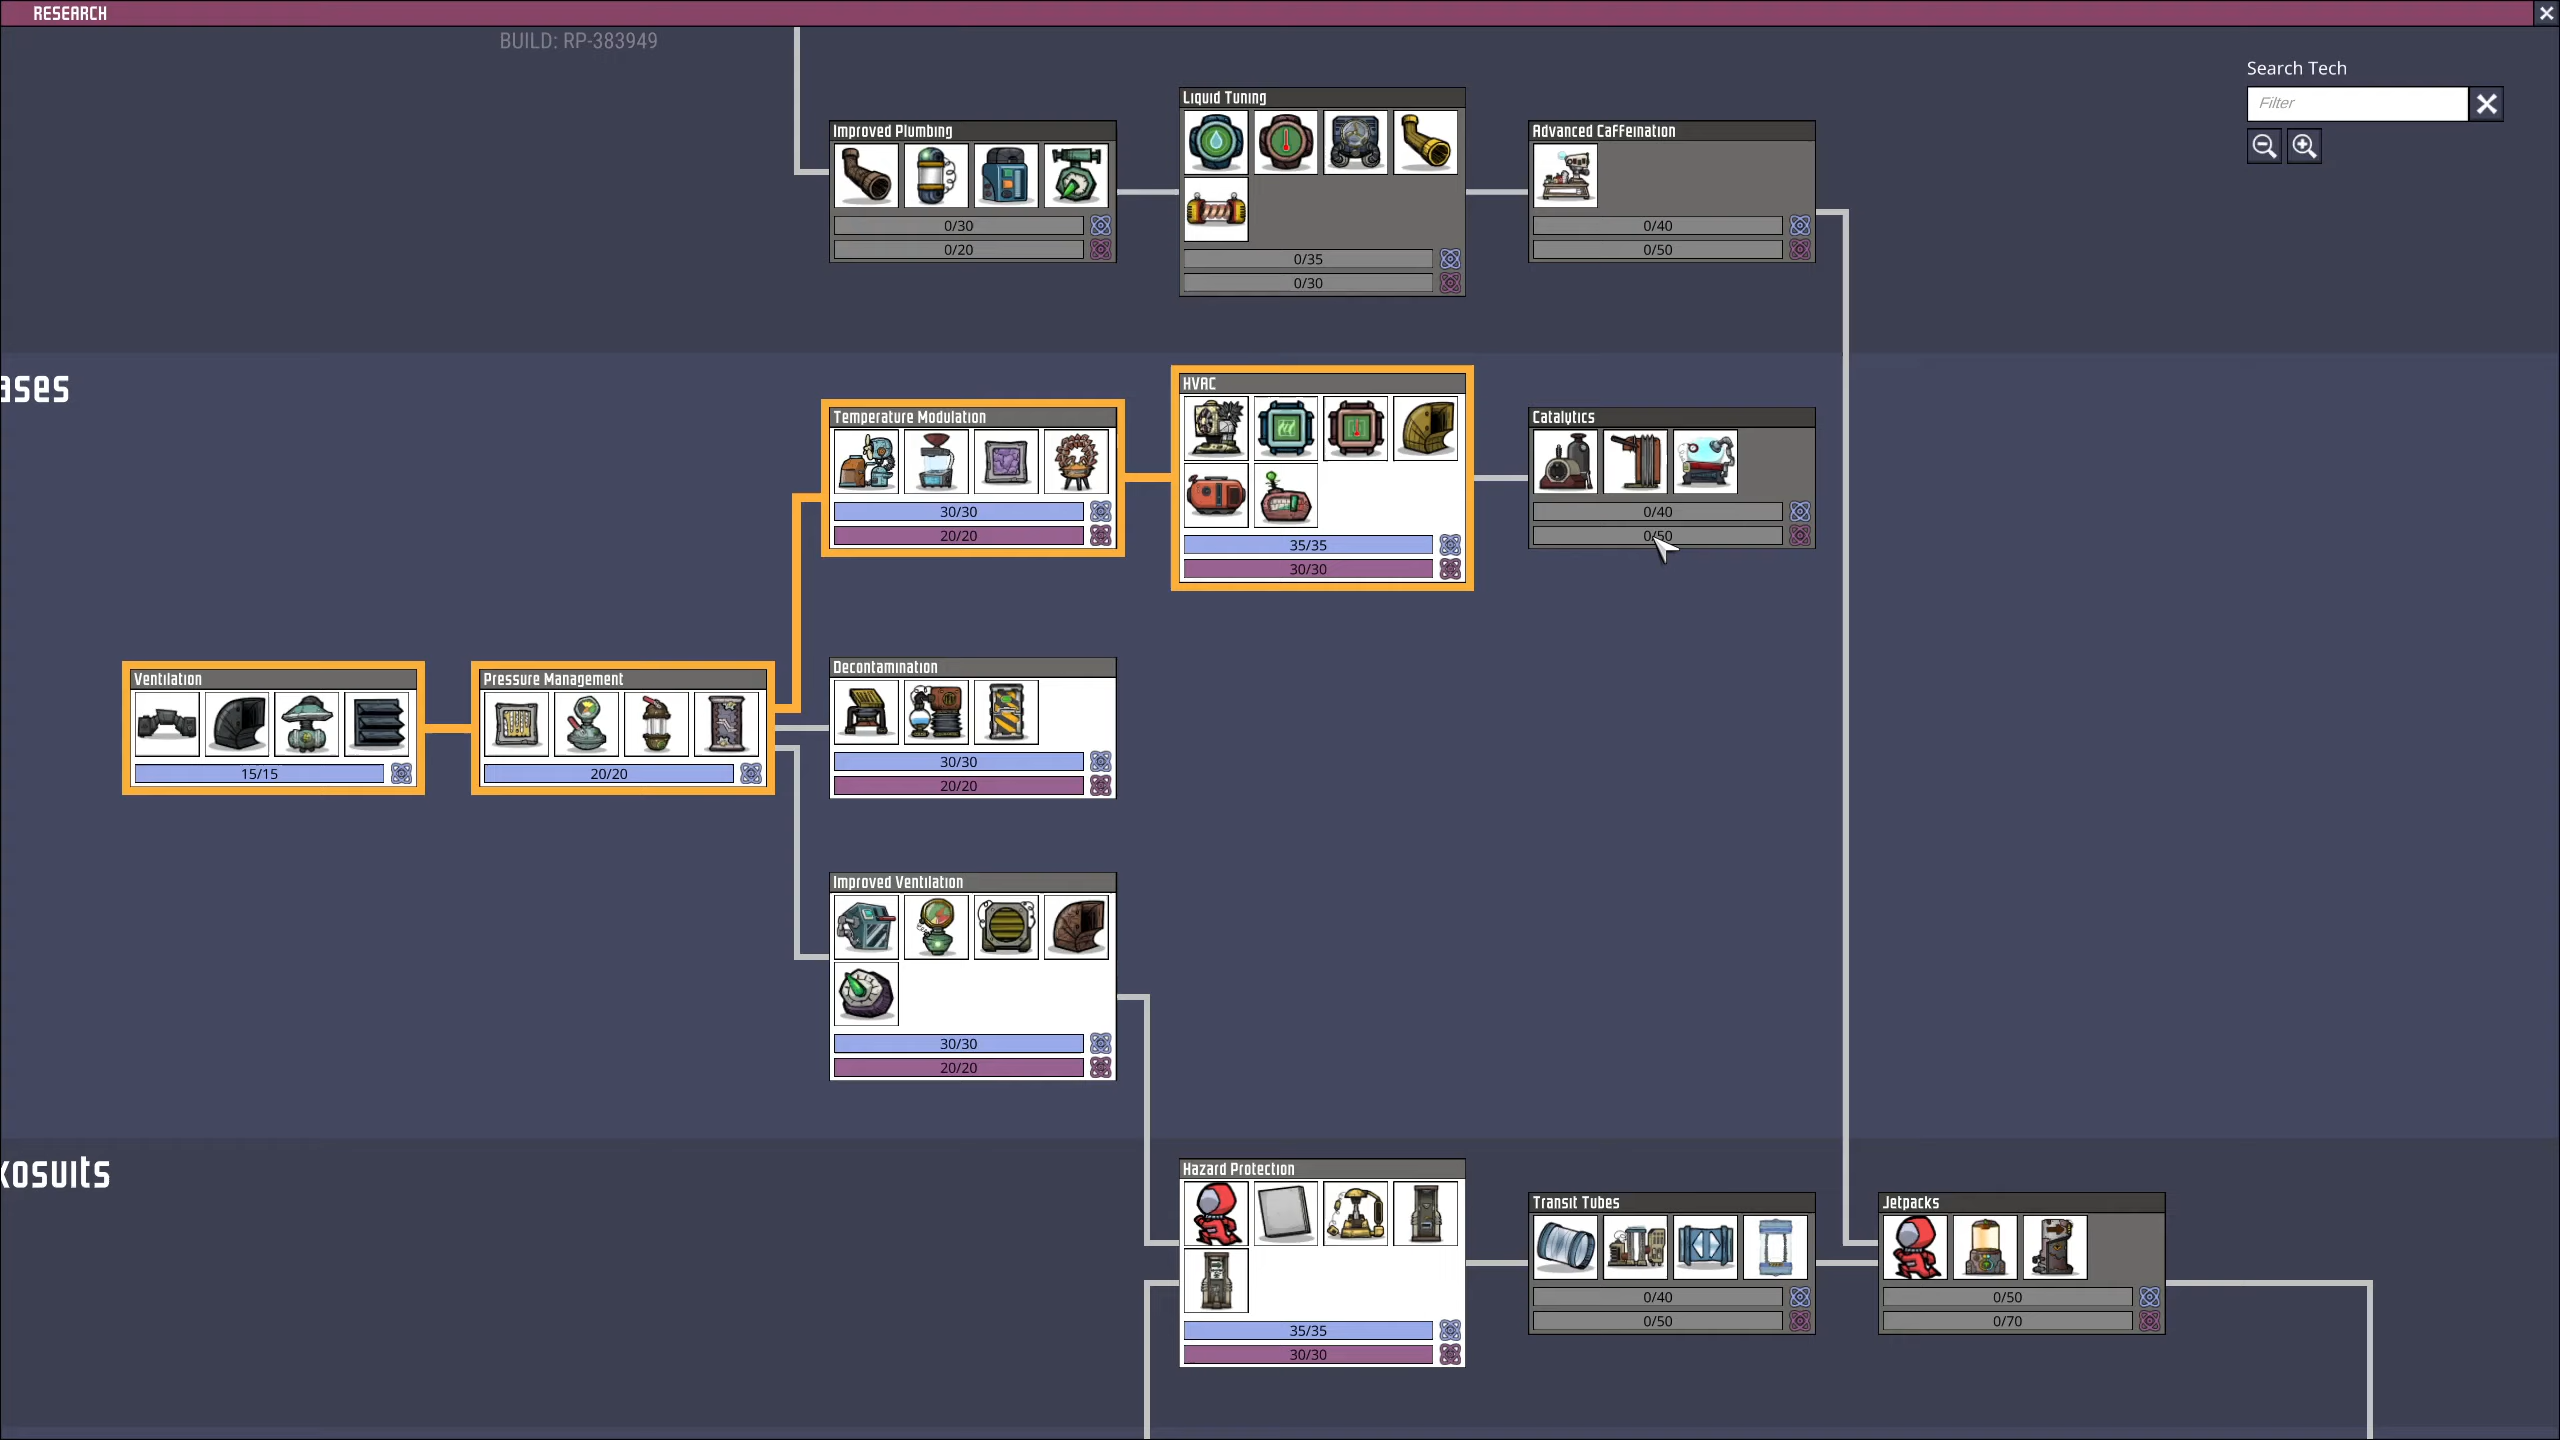 RESEARCH
BUILD: RP-383949
Search Tech
Filter
Improved Plumbing
0/30
0/20
Liquid Tuning
0/35
0/30
Advanced Caffeination
0/40
0/50
ases
Temperature Modulation
30/30
20/20
HVAC
35/35
30/30
Catalytics
0/40
0/50
Ventilation
15/15
Pressure Management
20/20
Decontamination
30/30
20/20
Improved Ventilation
30/30
20/20
xosuits
Hazard Protection
35/35
30/30
Transit Tubes
0/40
0/50
Jetpacks
0/50
0/70